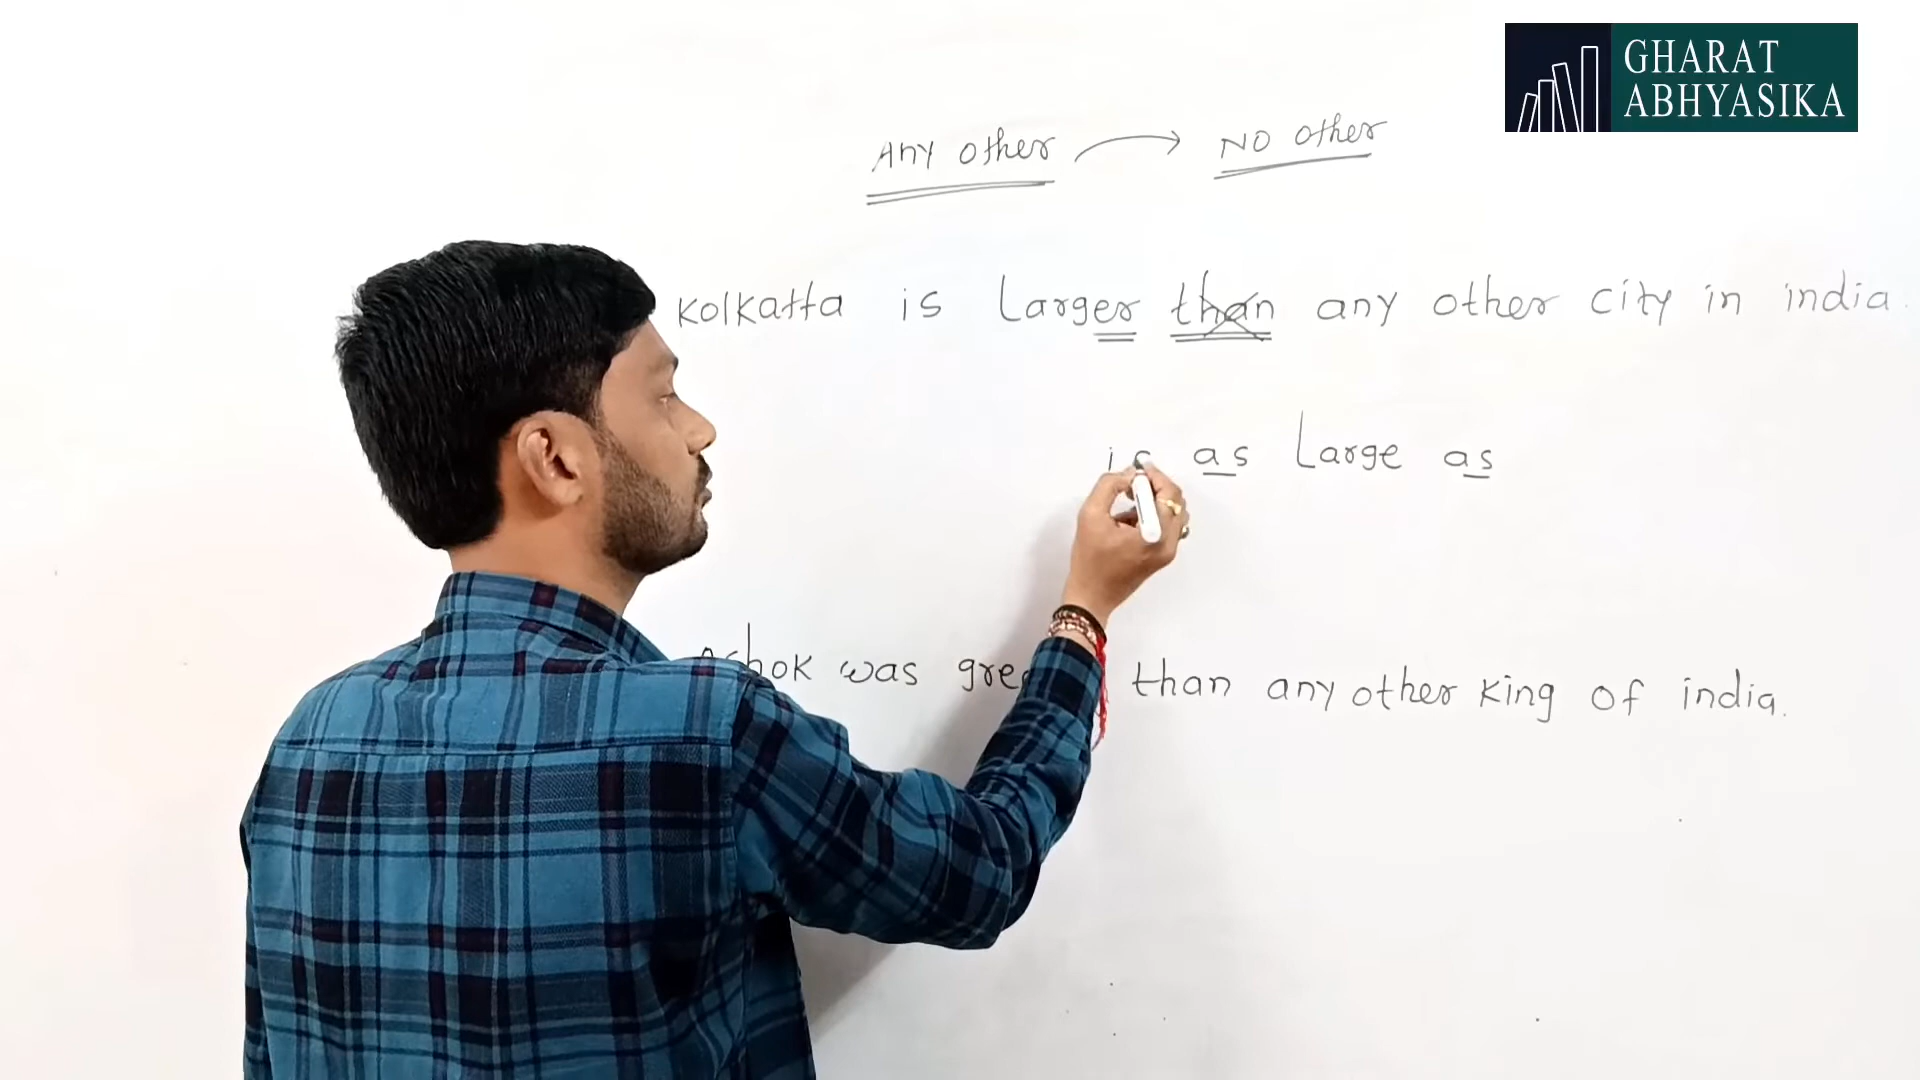 GHARAT
ABHYASIKA
Any other → No other
Kolkatta is Larger than any other city in india.
is as Large as
Ashok was than any other king of india.